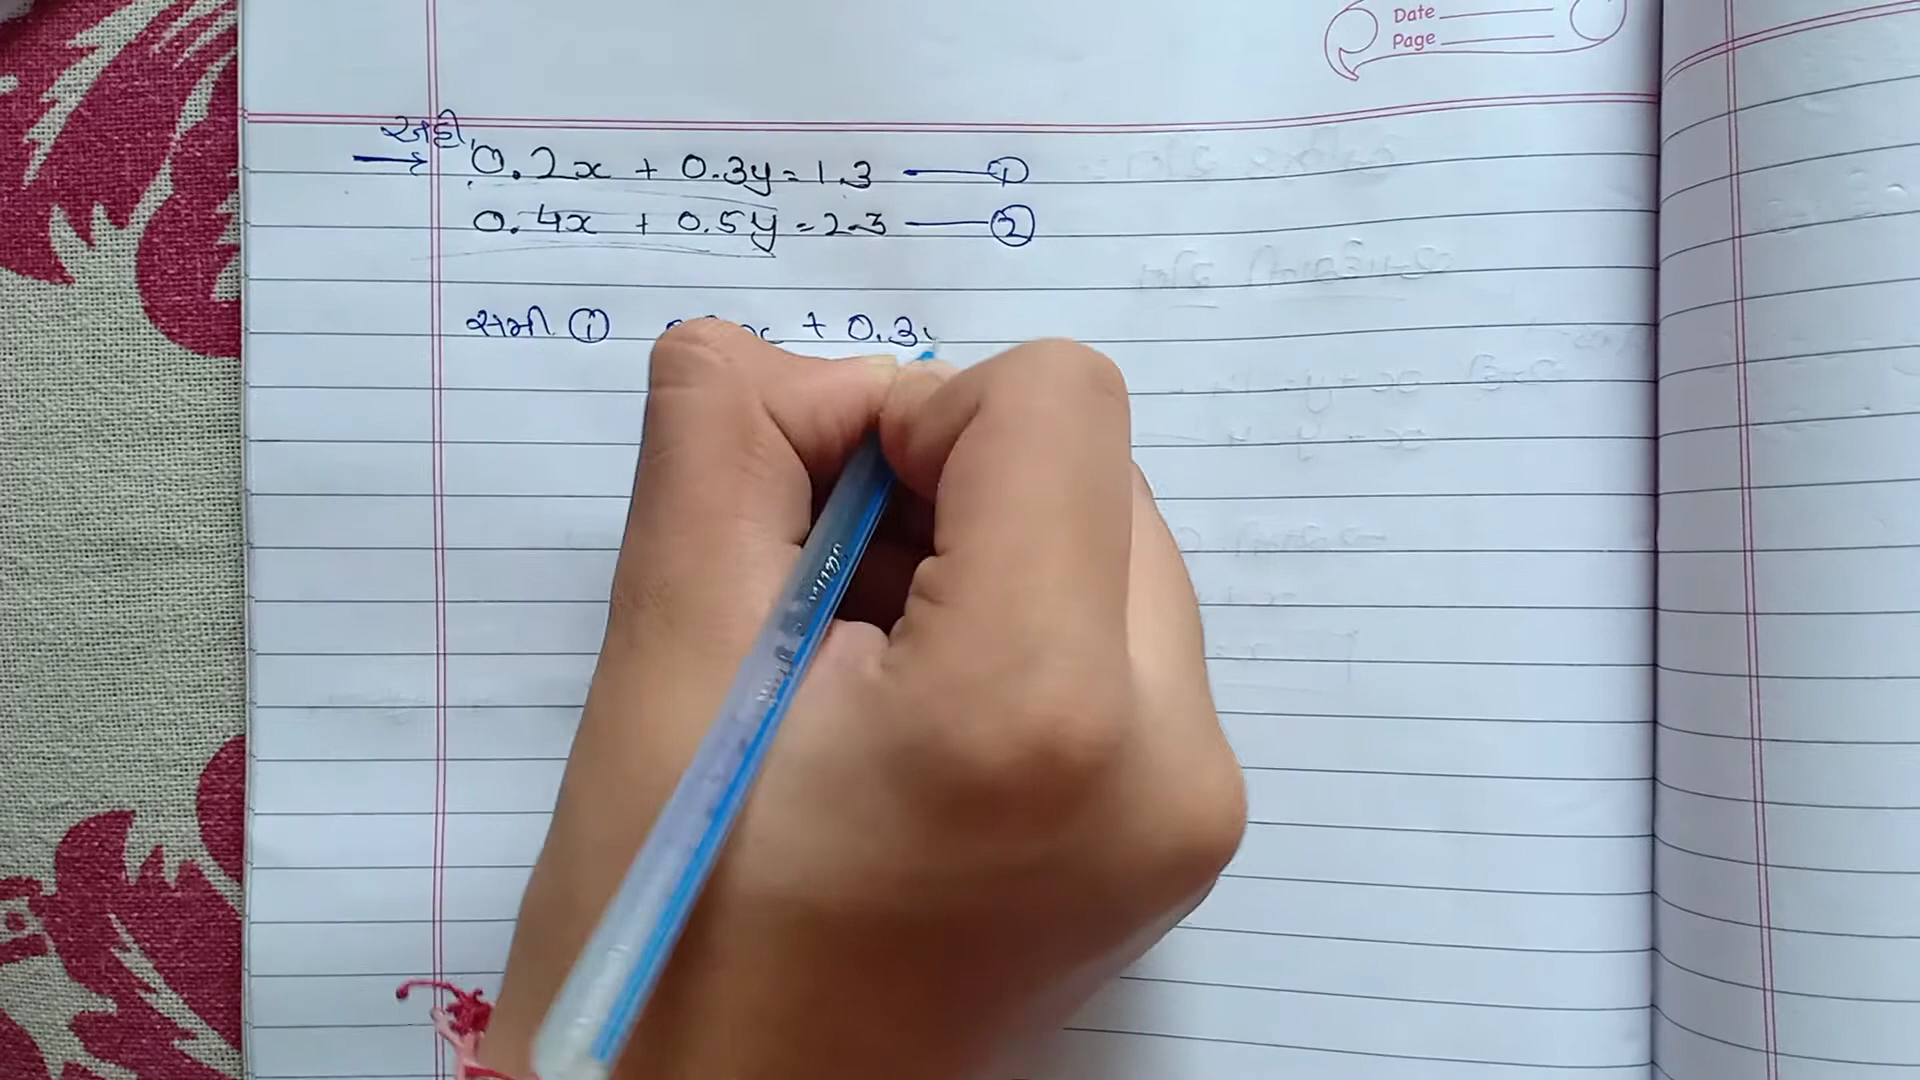 Date
Page
અહી,
→ 0.2x + 0.3y = 1.3 —— ①
0.4x + 0.5y = 2.3 —— ②
સમી. ① x + 0.3